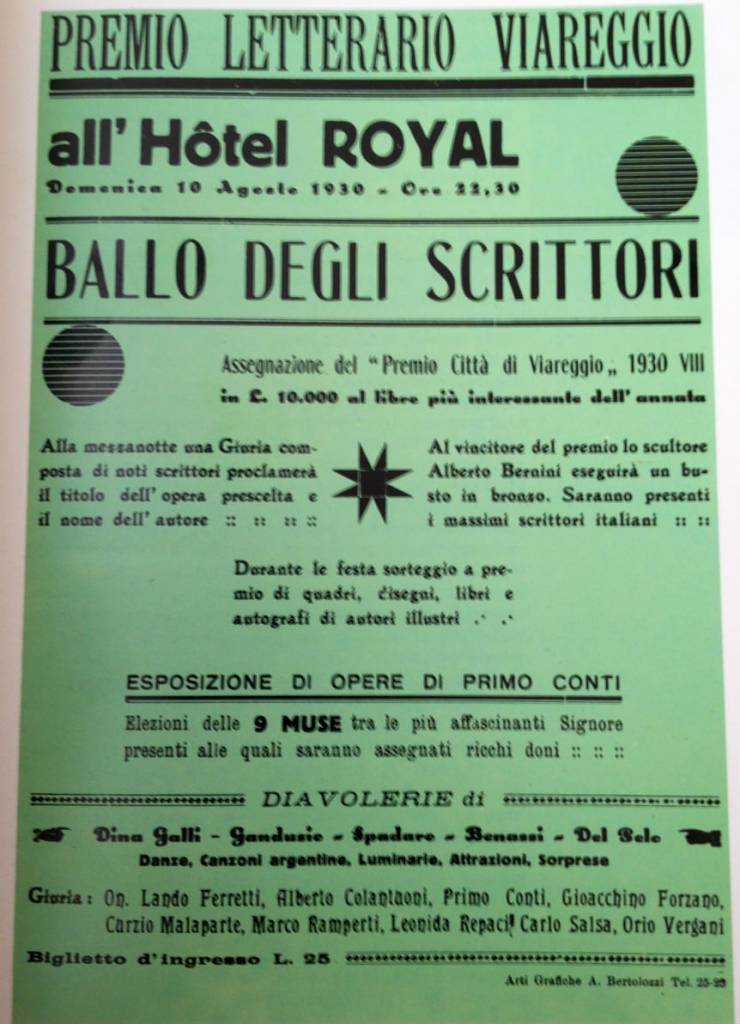 PREMIO LETTERARIO VIAREGGIO
all' Hôtel ROYAL
Domenica 10 Agosto 1930 - Ore 22,30
BALLO DEGLI SCRITTORI
Assegnazione del "Premio Città di Viareggio„ 1930 VIII
in £. 10.000 al libro più interessante dell'annata
Alla mezzanotte una Giuria com-
posta di noti scrittori proclamerà
il titolo dell'opera prescelta e
il nome dell'autore :: :: :: ::
Al vincitore del premio lo scultore
Alberto Bernini eseguirà un bu-
sto in bronzo. Saranno presenti
i massimi scrittori italiani :: ::
Durante le festa sorteggio a pre-
mio di quadri, disegni, libri e
autografi di autori illustri
ESPOSIZIONE DI OPERE DI PRIMO CONTI
Elezioni delle 9 MUSE tra le più affascinanti Signore
presenti alle quali saranno assegnati ricchi doni :: :: ::
DIAVOLERIE di
Dina Galli - Gandusio - Spadaro - Benassi - Del Sele
Danze, Canzoni argentine, Luminarie, Attrazioni, Sorprese
Giuria: On. Lando Ferretti, Alberto Colantuoni, Primo Conti, Gioacchino Forzano,
Curzio Malaparte, Marco Ramperti, Leonida Repaci, Carlo Salsa, Orio Vergani
Biglietto d'ingresso L. 25
Arti Grafiche A. Bertolozzi Tel. 25-23